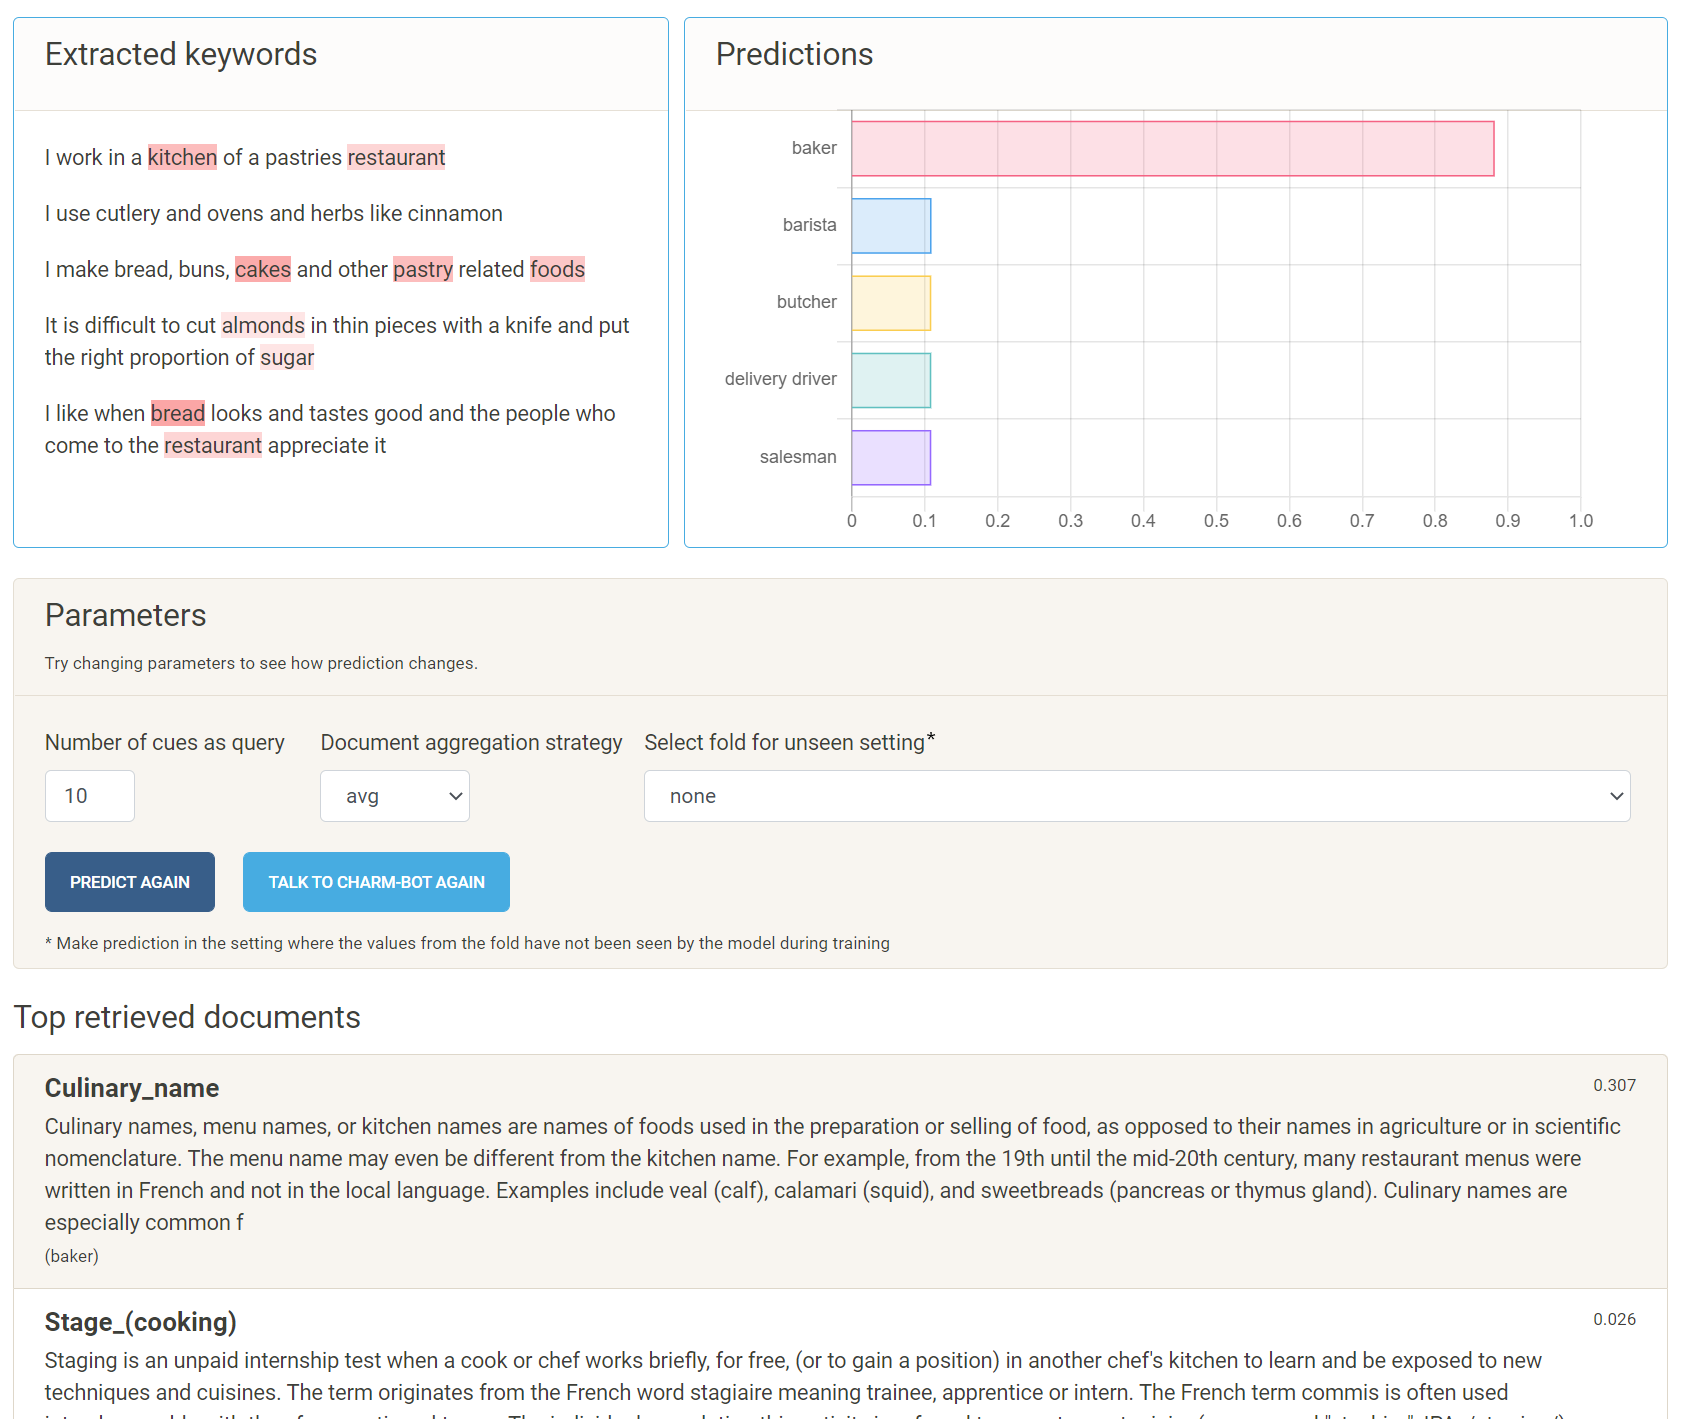 Extracted keywords
I work in a kitchen of a pastries restaurant
I use cutlery and ovens and herbs like cinnamon
I make bread, buns, cakes and other pastry related foods
It is difficult to cut almonds in thin pieces with a knife and put
the right proportion of sugar
I like when bread looks and tastes good and the people who
come to the restaurant appreciate it
Predictions
baker
barista
butcher
delivery driver
salesman
0 0.1 0.2 0.3 0.4 0.5 0.6 0.7 0.8 0.9 1.0
Parameters
Try changing parameters to see how prediction changes.
Number of cues as query Document aggregation strategy Select fold for unseen setting*
10 avg none
PREDICT AGAIN TALK TO CHARM-BOT AGAIN
* Make prediction in the setting where the values from the fold have not been seen by the model during training
Top retrieved documents
Culinary_name 0.307
Culinary names, menu names, or kitchen names are names of foods used in the preparation or selling of food, as opposed to their names in agriculture or in scientific
nomenclature. The menu name may even be different from the kitchen name. For example, from the 19th until the mid-20th century, many restaurant menus were
written in French and not in the local language. Examples include veal (calf), calamari (squid), and sweetbreads (pancreas or thymus gland). Culinary names are
especially common f
(baker)
Stage_(cooking) 0.026
Staging is an unpaid internship test when a cook or chef works briefly, for free, (or to gain a position) in another chef's kitchen to learn and be exposed to new
techniques and cuisines. The term originates from the French word stagiaire meaning trainee, apprentice or intern. The French term commis is often used